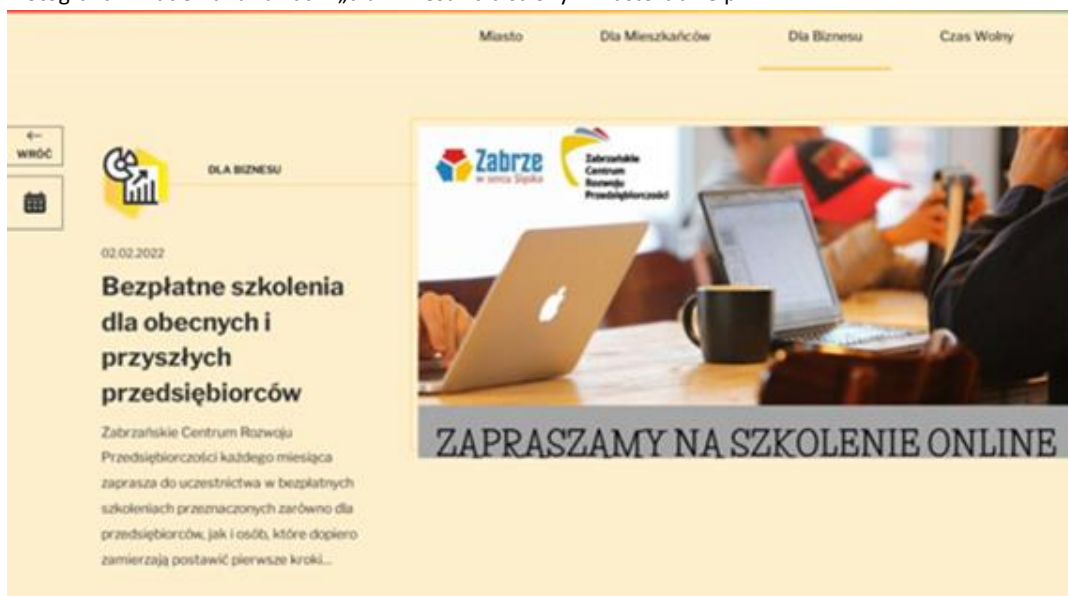 Miasto Dla Mieszkańców Dla Biznesu Czas Wolny
←
WRÓĆ
DLA BIZNESU
02.02.2022
Bezpłatne szkolenia
dla obecnych i
przyszłych
przedsiębiorców
Zabrzańskie Centrum Rozwoju
Przedsiębiorczości każdego miesiąca
zaprasza do uczestnictwa w bezpłatnych
szkoleniach przeznaczonych zarówno dla
przedsiębiorców, jak i osób, które dopiero
zamierzają postawić pierwsze kroki...
Zabrze
w sercu Śląska
Zabrzańskie
Centrum
Rozwoju
Przedsiębiorczości
ZAPRASZAMY NA SZKOLENIE ONLINE